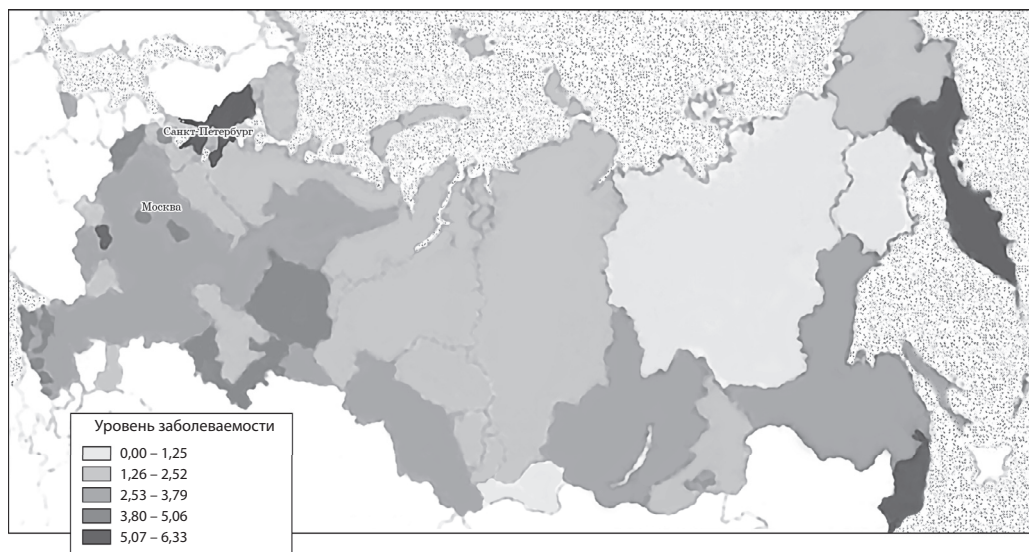 Санкт-Петербург
Москва
Уровень заболеваемости
0,00 – 1,25
1,26 – 2,52
2,53 – 3,79
3,80 – 5,06
5,07 – 6,33